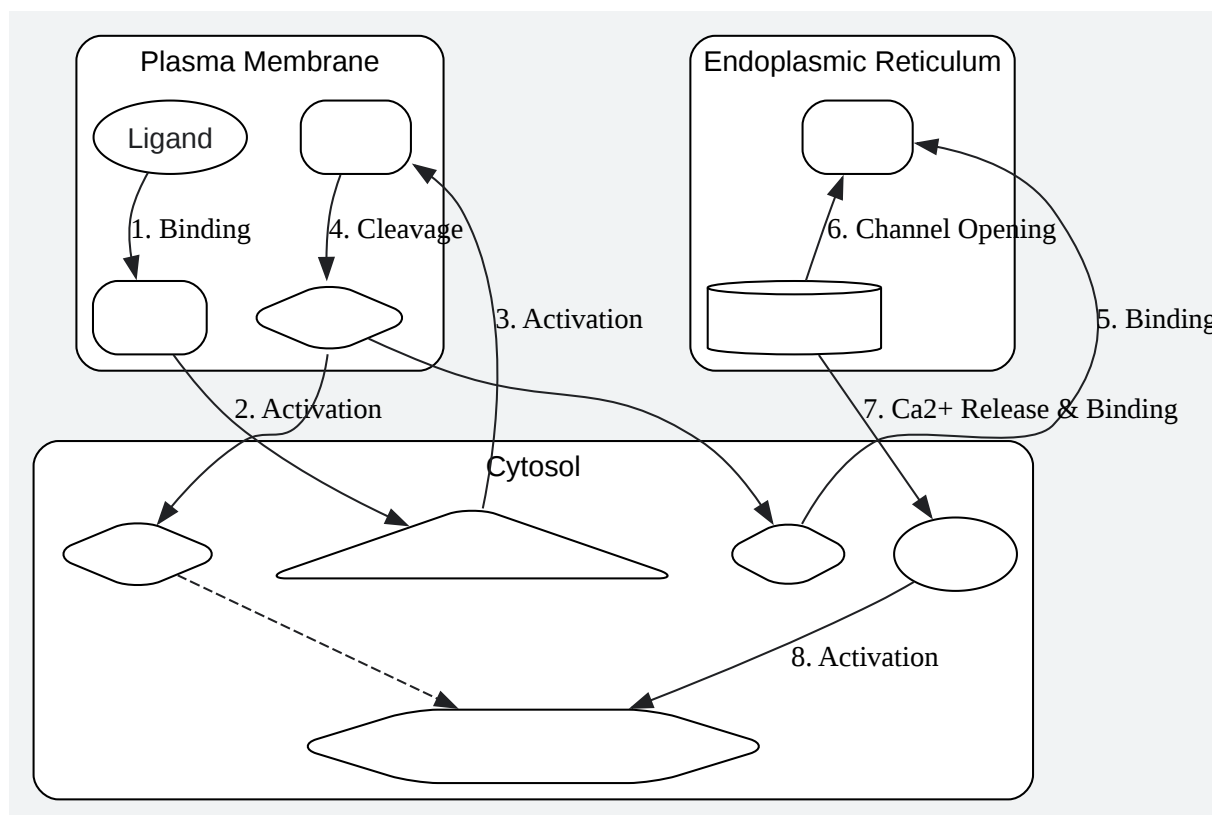 Plasma Membrane
Endoplasmic Reticulum
Ligand
1. Binding
4. Cleavage
6. Channel Opening
3. Activation
5. Binding
2. Activation
7. Ca2+ Release & Binding
Cytosol
8. Activation